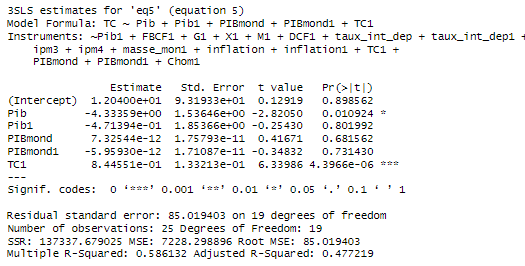 3SLS estimates for 'eq5' (equation 5)
Model Formula: TC ~ Pib + Pib1 + PIBmond + PIBmond1 + TC1
Instruments: ~Pib1 + FBCF1 + G1 + X1 + M1 + DCF1 + taux_int_dep + taux_int_dep1 +
ipm3 + ipm4 + masse_mon1 + inflation + inflation1 + TC1 +
PIBmond + PIBmond1 + Chom1
Estimate Std. Error t value Pr(>|t|)
(Intercept) 1.20400e+01 9.31933e+01 0.12919 0.898562
Pib -4.33359e+00 1.53646e+00 -2.82050 0.010924 *
Pib1 -4.71394e-01 1.85366e+00 -0.25430 0.801992
PIBmond 7.32544e-12 1.75793e-11 0.41671 0.681562
PIBmond1 -5.95930e-12 1.71087e-11 -0.34832 0.731430
TC1 8.44551e-01 1.33213e-01 6.33986 4.3966e-06 ***
---
Signif. codes: 0 ‘***’ 0.001 ‘**’ 0.01 ‘*’ 0.05 ‘.’ 0.1 ‘ ’ 1
Residual standard error: 85.019403 on 19 degrees of freedom
Number of observations: 25 Degrees of Freedom: 19
SSR: 137337.679025 MSE: 7228.298896 Root MSE: 85.019403
Multiple R-Squared: 0.586132 Adjusted R-Squared: 0.477219